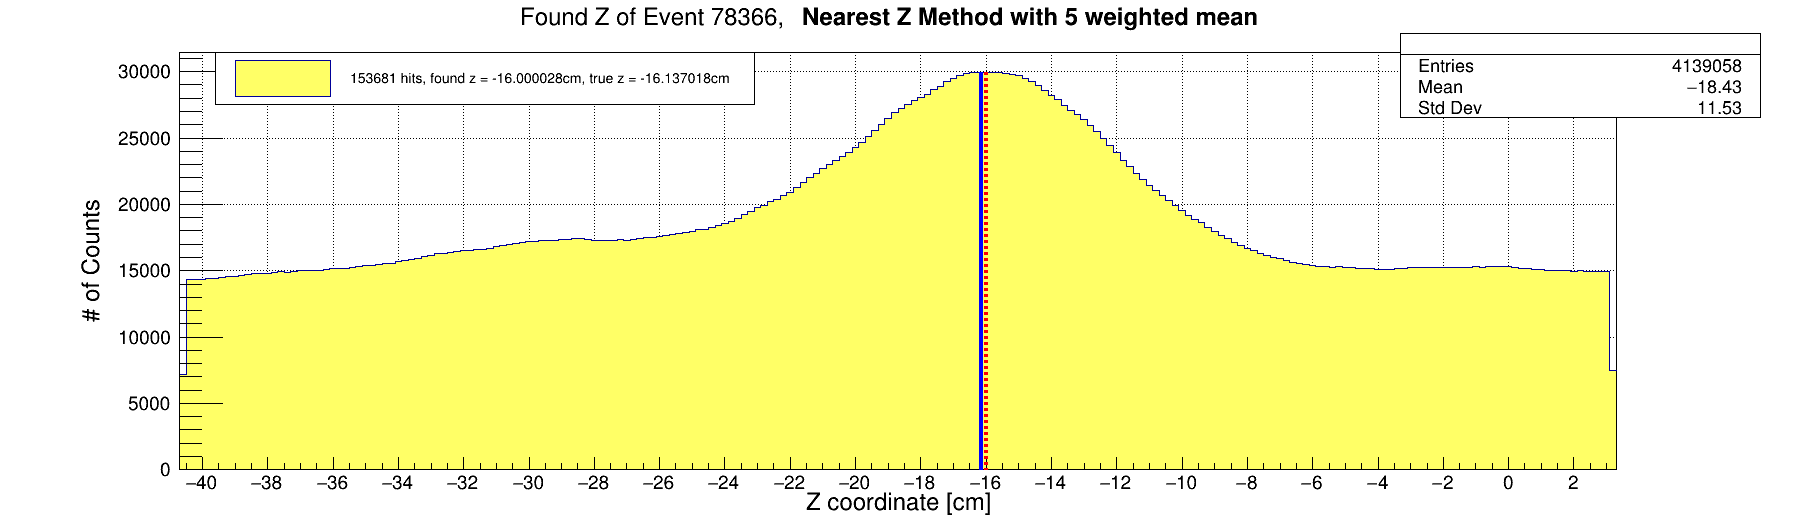 Found Z of Event 78366, Nearest Z Method with 5 weighted mean
153681 hits, found z = -16.000028cm, true z = -16.137018cm
Entries 4139058
Mean −18.43
Std Dev 11.53
# of Counts
30000
25000
20000
15000
10000
5000
0
−40 −38 −36 −34 −32 −30 −28 −26 −24 −22 −20 −18 −16 −14 −12 −10 −8 −6 −4 −2 0 2
Z coordinate [cm]